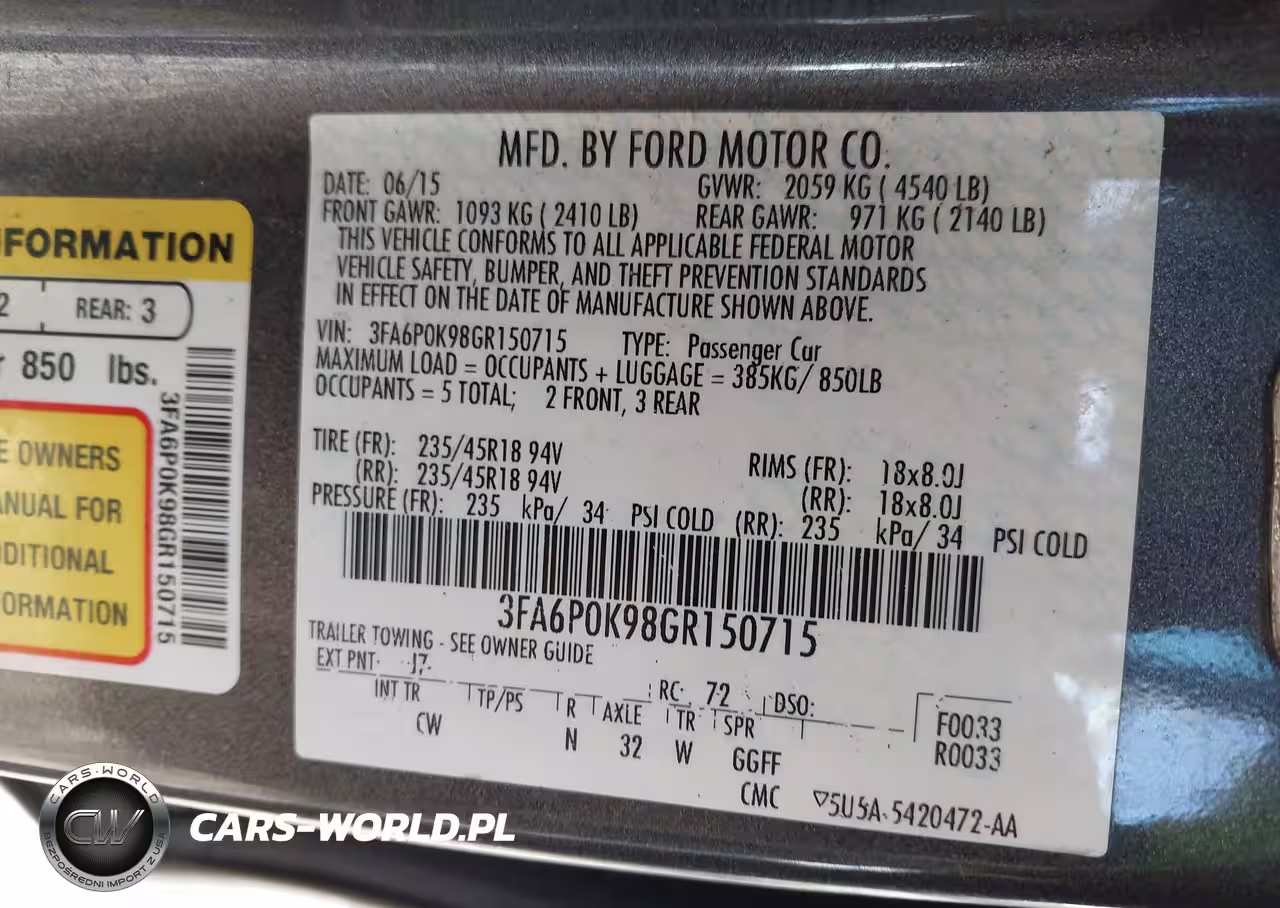 NFORMATION
2 REAR: 3
850 lbs.
3FA6P0K98GR150715
OWNERS
ANUAL FOR
DDITIONAL
ORMATION
MFD. BY FORD MOTOR CO.
DATE: 06/15 GVWR: 2059 KG ( 4540 LB)
FRONT GAWR: 1093 KG ( 2410 LB) REAR GAWR: 971 KG ( 2140 LB)
THIS VEHICLE CONFORMS TO ALL APPLICABLE FEDERAL MOTOR
VEHICLE SAFETY, BUMPER, AND THEFT PREVENTION STANDARDS
IN EFFECT ON THE DATE OF MANUFACTURE SHOWN ABOVE.
VIN: 3FA6P0K98GR150715 TYPE: Passenger Car
MAXIMUM LOAD = OCCUPANTS + LUGGAGE = 385KG/ 850LB
OCCUPANTS = 5 TOTAL; 2 FRONT, 3 REAR
TIRE (FR): 235/45R18 94V RIMS (FR): 18x8.0J
(RR): 235/45R18 94V (RR): 18x8.0J
PRESSURE (FR): 235 kPa/ 34 PSI COLD (RR): 235 kPa/ 34 PSI COLD
3FA6P0K98GR150715
TRAILER TOWING - SEE OWNER GUIDE
EXT PNT: J7 RC: 72 DSO:
INT TR TP/PS R AXLE TR SPR F0033
CW N 32 W GGFF R0033
CMC ▽5U5A-5420472-AA
CARS-WORLD
CW
BEZPOŚREDNI IMPORT Z USA
CARS-WORLD.PL